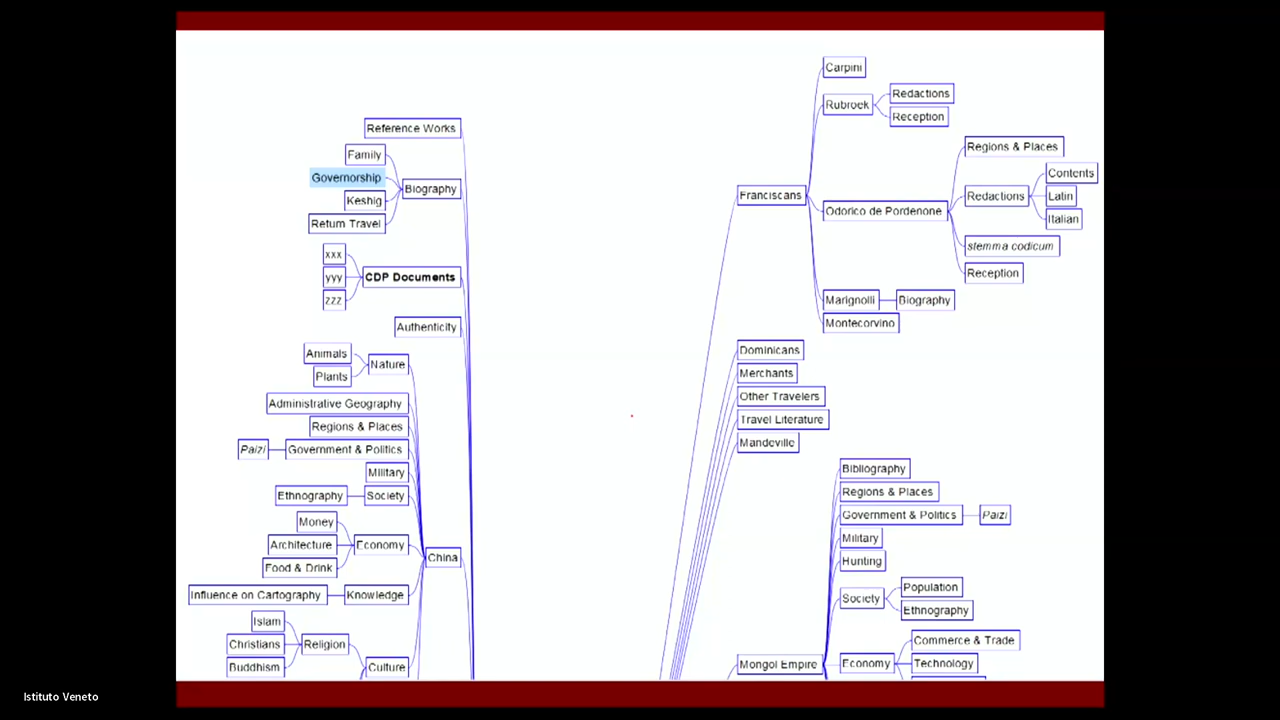 Reference Works
Family
Governorship
Keshig
Return Travel
Biography
xxx
yyy
zzz
CDP Documents
Authenticity
Animals
Plants
Nature
Administrative Geography
Regions & Places
Paizi
Government & Politics
Military
Ethnography
Society
Money
Architecture
Food & Drink
Economy
China
Influence on Cartography
Knowledge
Islam
Christians
Buddhism
Religion
Culture
Carpini
Rubroek
Redactions
Reception
Franciscans
Odorico de Pordenone
Regions & Places
Redactions
Contents
Latin
Italian
stemma codicum
Reception
Marignolli
Biography
Montecorvino
Dominicans
Merchants
Other Travelers
Travel Literature
Mandeville
Bibliography
Regions & Places
Government & Politics
Paizi
Military
Hunting
Society
Population
Ethnography
Mongol Empire
Economy
Commerce & Trade
Technology
Istituto Veneto